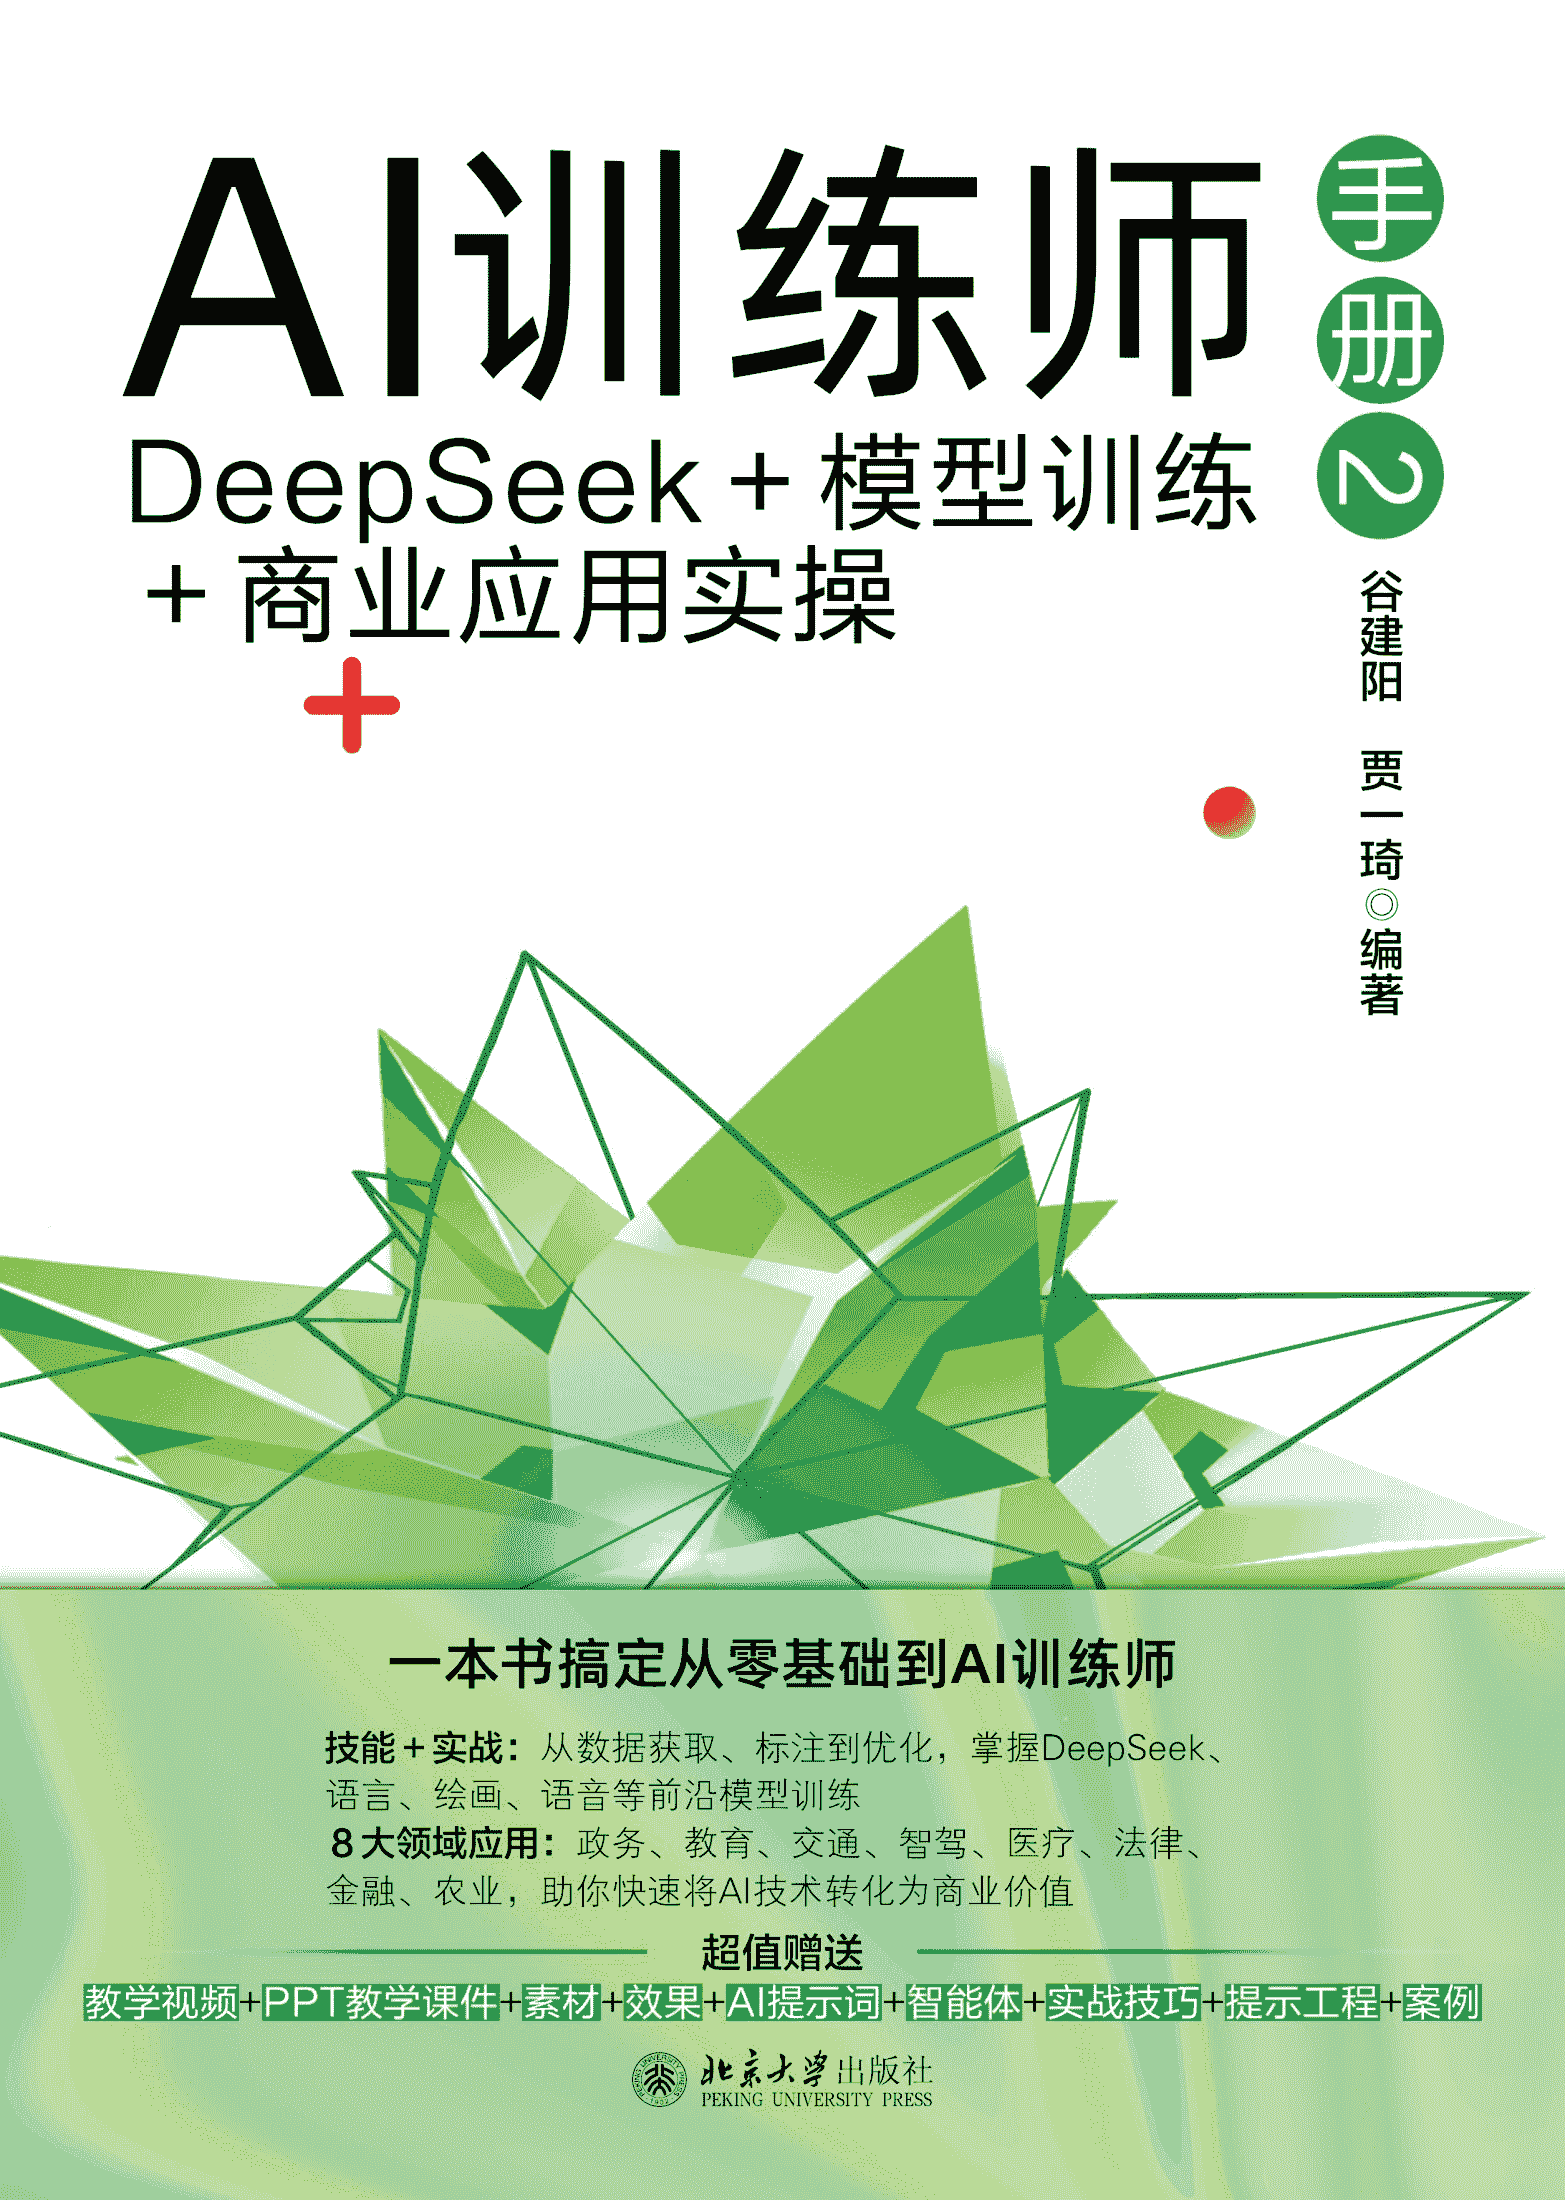 AI训练师
手册2
DeepSeek+模型训练
+商业应用实操
谷建阳 贾一琦◎编著
一本书搞定从零基础到AI训练师
技能+实战：从数据获取、标注到优化，掌握DeepSeek、
语言、绘画、语音等前沿模型训练
8大领域应用：政务、教育、交通、智驾、医疗、法律、
金融、农业，助你快速将AI技术转化为商业价值
超值赠送
教学视频+PPT教学课件+素材+效果+AI提示词+智能体+实战技巧+提示工程+案例
PEKING UNIVERSITY PRESS
1902
北京大学出版社
PEKING UNIVERSITY PRESS